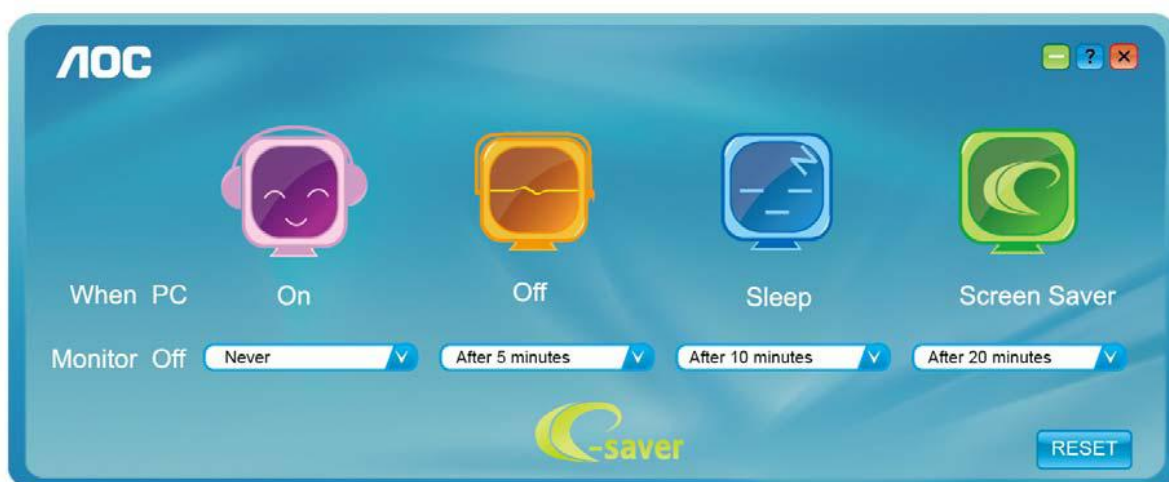 AOC
?
When PC On Off Sleep Screen Saver
Monitor Off Never After 5 minutes After 10 minutes After 20 minutes
e-saver
RESET